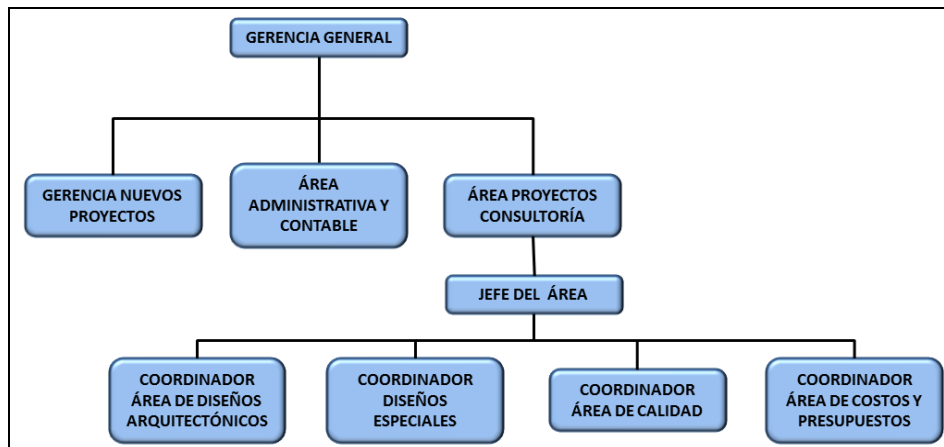 GERENCIA GENERAL
GERENCIA NUEVOS
PROYECTOS
ÁREA
ADMINISTRATIVA Y
CONTABLE
ÁREA PROYECTOS
CONSULTORÍA
JEFE DEL ÁREA
COORDINADOR
ÁREA DE DISEÑOS
ARQUITECTÓNICOS
COORDINADOR
DISEÑOS
ESPECIALES
COORDINADOR
ÁREA DE CALIDAD
COORDINADOR
ÁREA DE COSTOS Y
PRESUPUESTOS